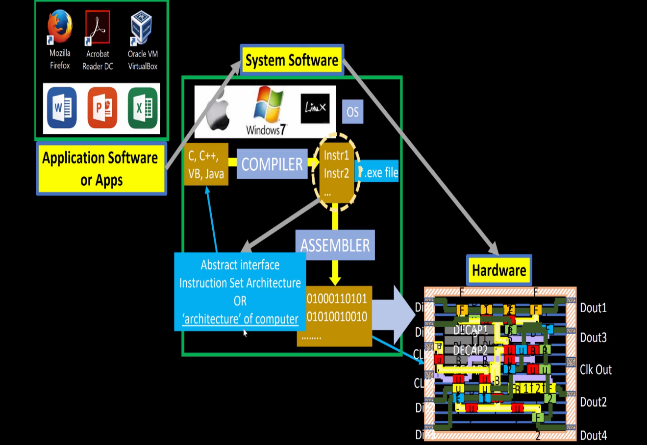 Mozilla
Firefox
Acrobat
Reader DC
Oracle VM
VirtualBox
W
P
X
Application Software
or Apps
System Software
Windows 7
Linux
OS
C, C++,
VB, Java
COMPILER
Instr1
Instr2
...
.exe file
ASSEMBLER
Abstract interface
Instruction Set Architecture
OR
'architecture' of computer
01000110101
01010010010
........
Hardware
DECAP1
DECAP2
Dout1
Dout3
Clk Out
Dout2
Dout4